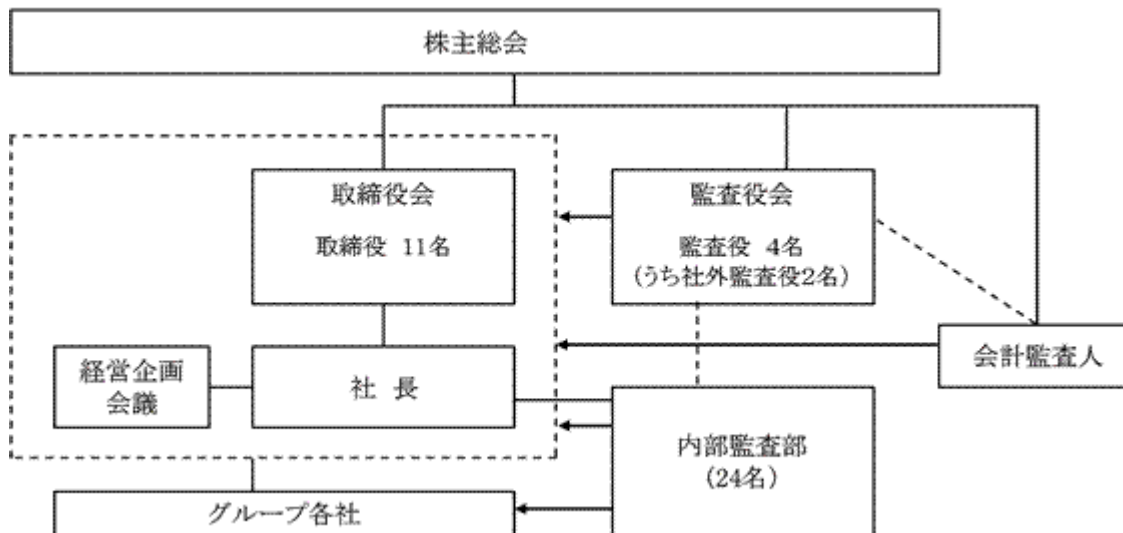 株主総会
取締役会
取締役 11名
監査役会
監査役 4名
(うち社外監査役2名)
会計監査人
経営企画
会議
社 長
内部監査部
(24名)
グループ各社